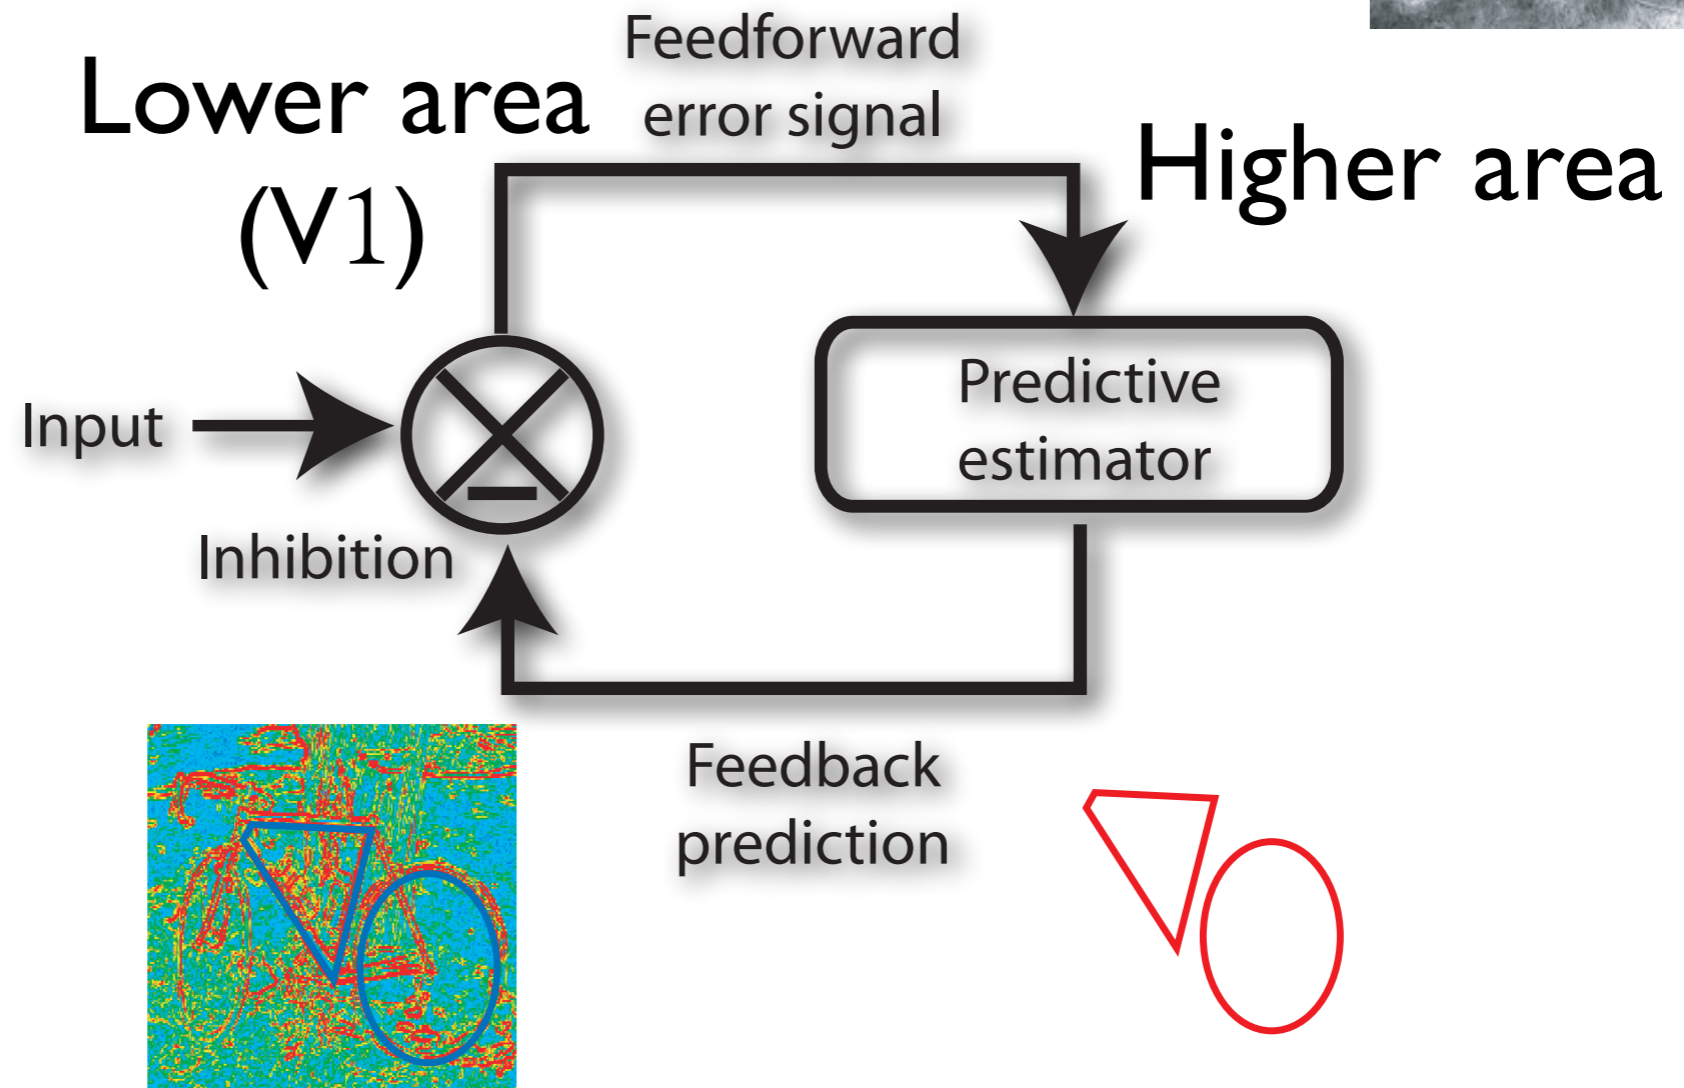 Feedforward
error signal
Lower area
(V1)
Higher area
Input
Predictive
estimator
Inhibition
Feedback
prediction